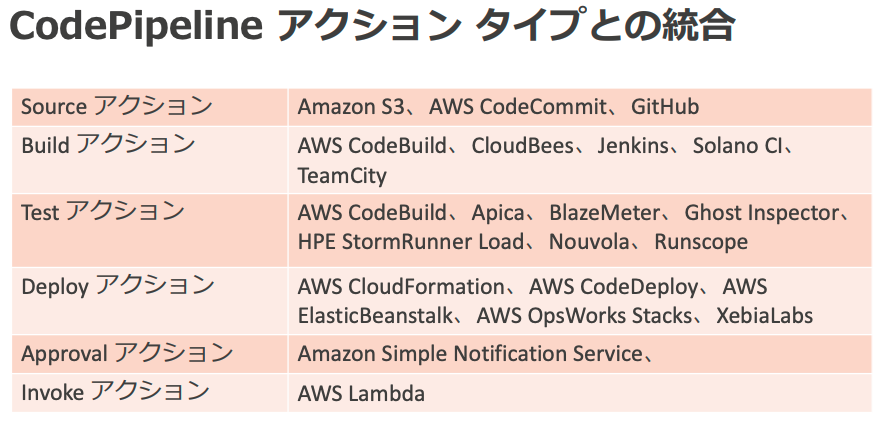 CodePipeline アクション タイプとの統合
Source アクション
Amazon S3、AWS CodeCommit、GitHub
Build アクション
AWS CodeBuild、CloudBees、Jenkins、Solano CI、
TeamCity
Test アクション
AWS CodeBuild、Apica、BlazeMeter、Ghost Inspector、
HPE StormRunner Load、Nouvola、Runscope
Deploy アクション
AWS CloudFormation、AWS CodeDeploy、AWS
ElasticBeanstalk、AWS OpsWorks Stacks、XebiaLabs
Approval アクション
Amazon Simple Notification Service、
Invoke アクション
AWS Lambda